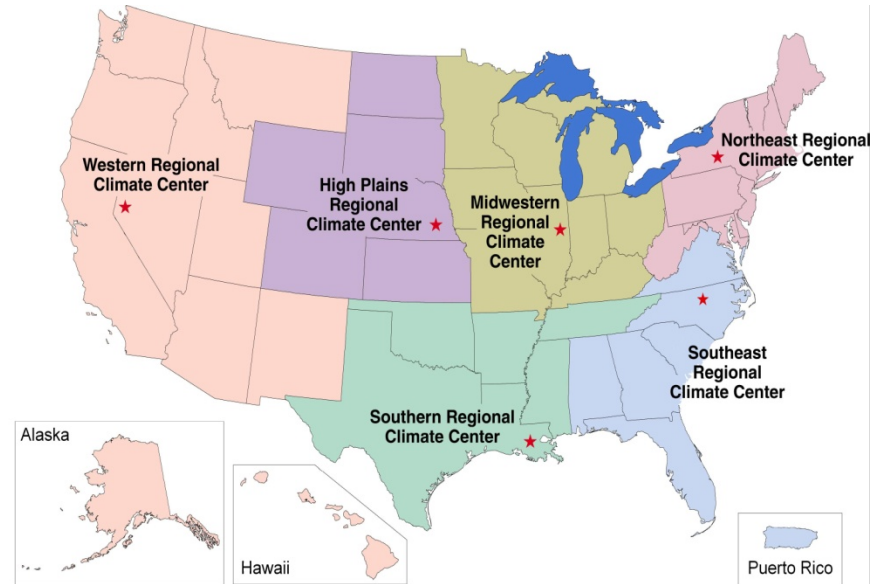 Western Regional
Climate Center
High Plains
Regional
Climate Center
Midwestern
Regional
Climate
Center
Northeast Regional
Climate Center
Southeast
Regional
Climate Center
Southern Regional
Climate Center
Alaska
Hawaii
Puerto Rico